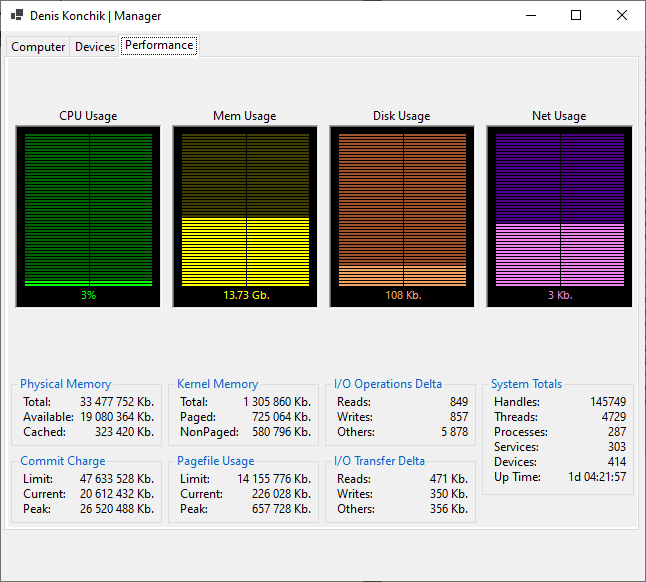 Denis Konchik | Manager
Computer Devices Performance
CPU Usage Mem Usage Disk Usage Net Usage
3% 13.73 Gb. 108 Kb. 3 Kb.
Physical Memory
Total: 33 477 752 Kb.
Available: 19 080 364 Kb.
Cached: 323 420 Kb.
Kernel Memory
Total: 1 305 860 Kb.
Paged: 725 064 Kb.
NonPaged: 580 796 Kb.
I/O Operations Delta
Reads: 849
Writes: 857
Others: 5 878
System Totals
Handles: 145749
Threads: 4729
Processes: 287
Services: 303
Devices: 414
Up Time: 1d 04:21:57
Commit Charge
Limit: 47 633 528 Kb.
Current: 20 612 432 Kb.
Peak: 26 520 488 Kb.
Pagefile Usage
Limit: 14 155 776 Kb.
Current: 226 028 Kb.
Peak: 657 728 Kb.
I/O Transfer Delta
Reads: 471 Kb.
Writes: 350 Kb.
Others: 356 Kb.